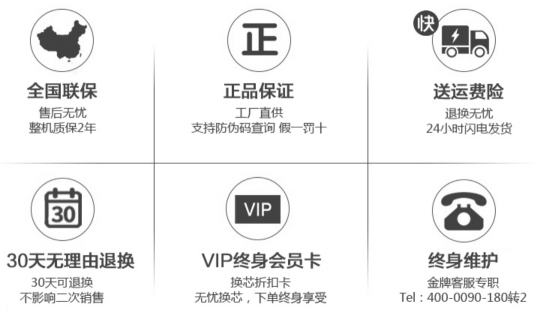 正
快
全国联保
正品保证
送运费险
售后无忧
工厂直供
退换无忧
整机质保2年
支持防伪码查询 假一罚十
24小时闪电发货
30
VIP
30天无理由退换
VIP终身会员卡
终身维护
30天可退换
换芯折扣卡
金牌客服专职
不影响二次销售
无忧换芯，下单终身享受
Tel：400-0090-180转2